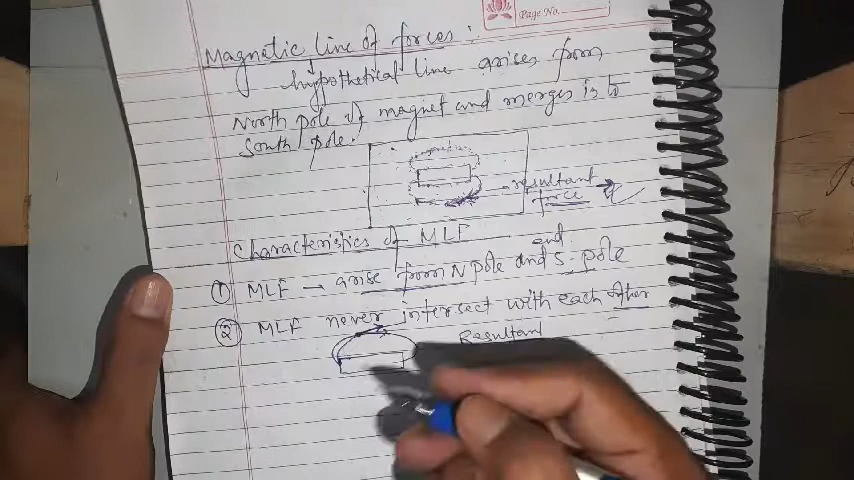 Page No.
Magnetic line of forces :
hypothetical line arises from
North pole of magnet and merges in to
South pole.
resultant
force
Characteristics of MLF
end
① MLF → arise from N pole and S-pole
② MLF never intersect with each other
Resultant